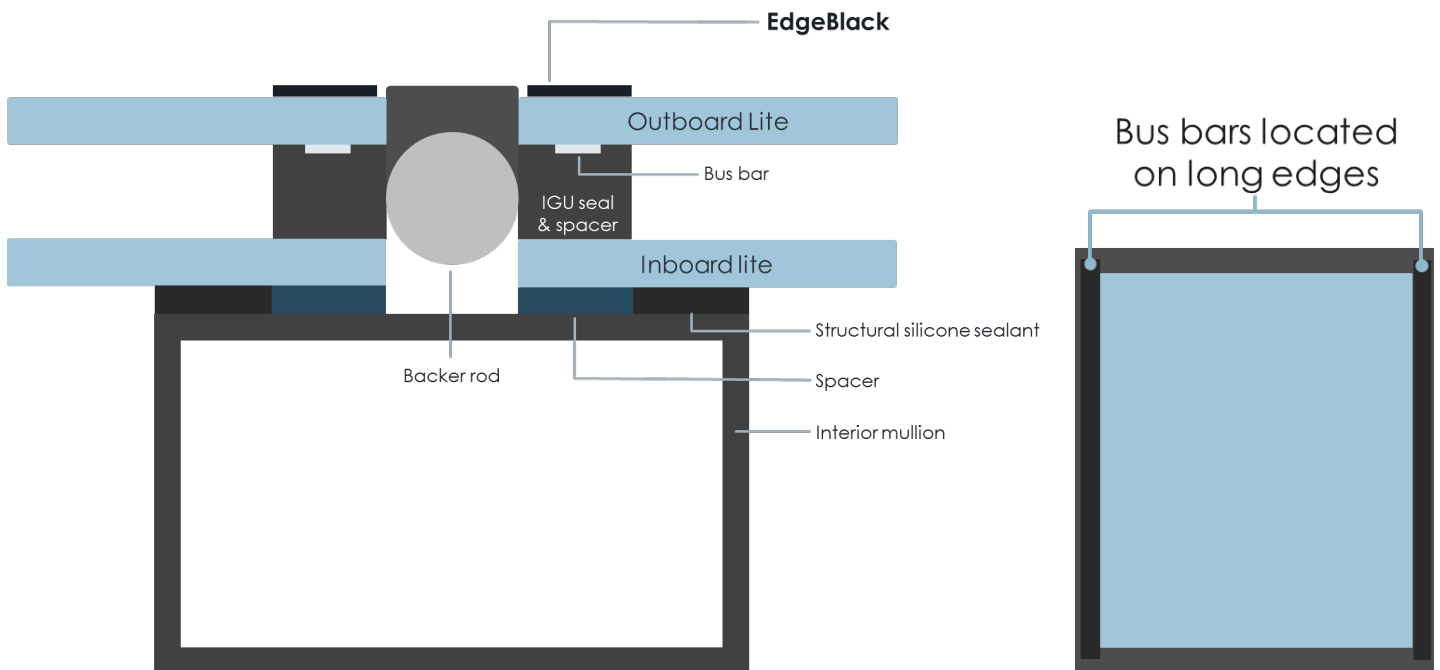 EdgeBlack
Outboard Lite
Bus bar
IGU seal
& spacer
Inboard lite
Structural silicone sealant
Backer rod
Spacer
Interior mullion
Bus bars located
on long edges